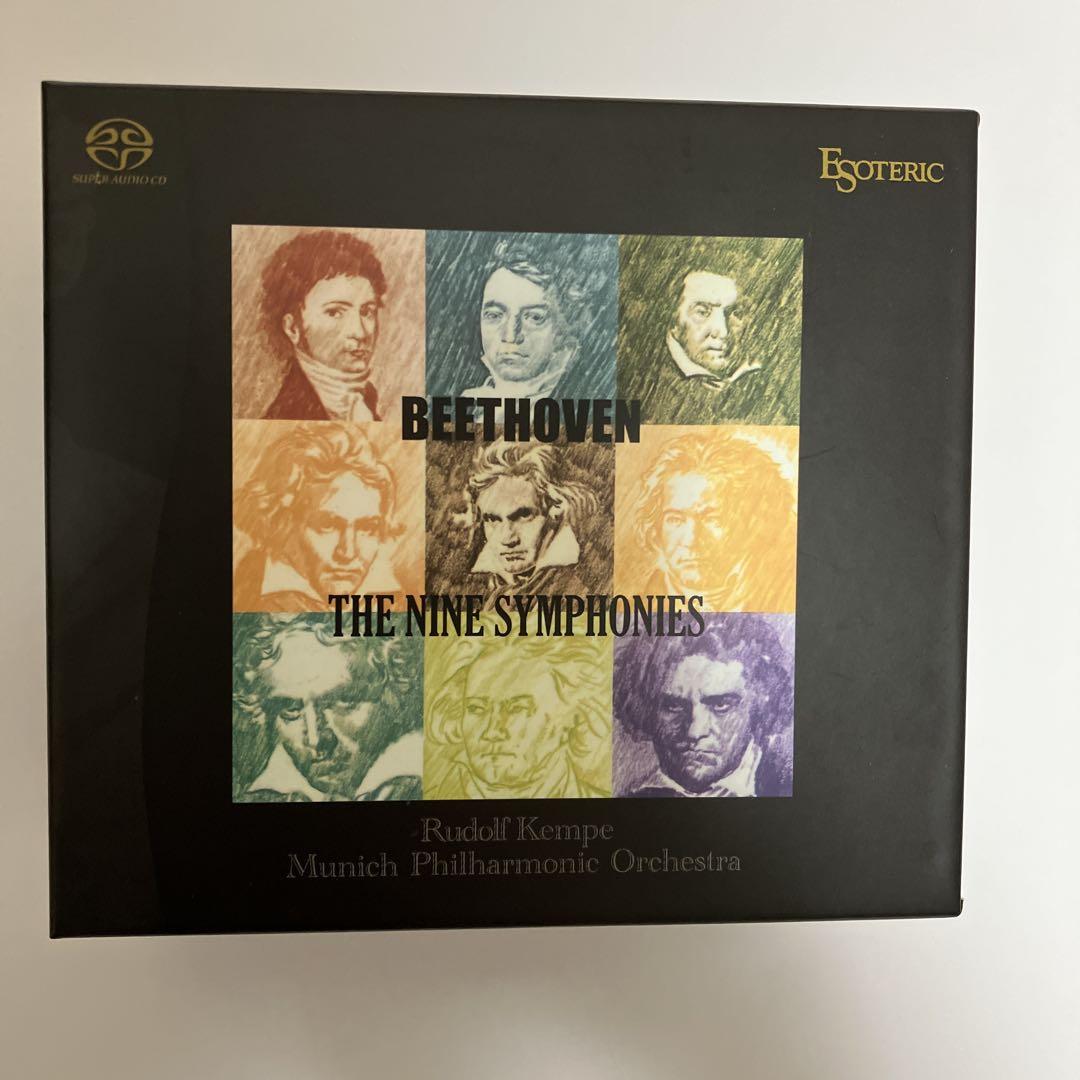 SUPER AUDIO CD
ESOTERIC
BEETHOVEN
THE NINE SYMPHONIES
Rudolf Kempe
Munich Philharmonic Orchestra